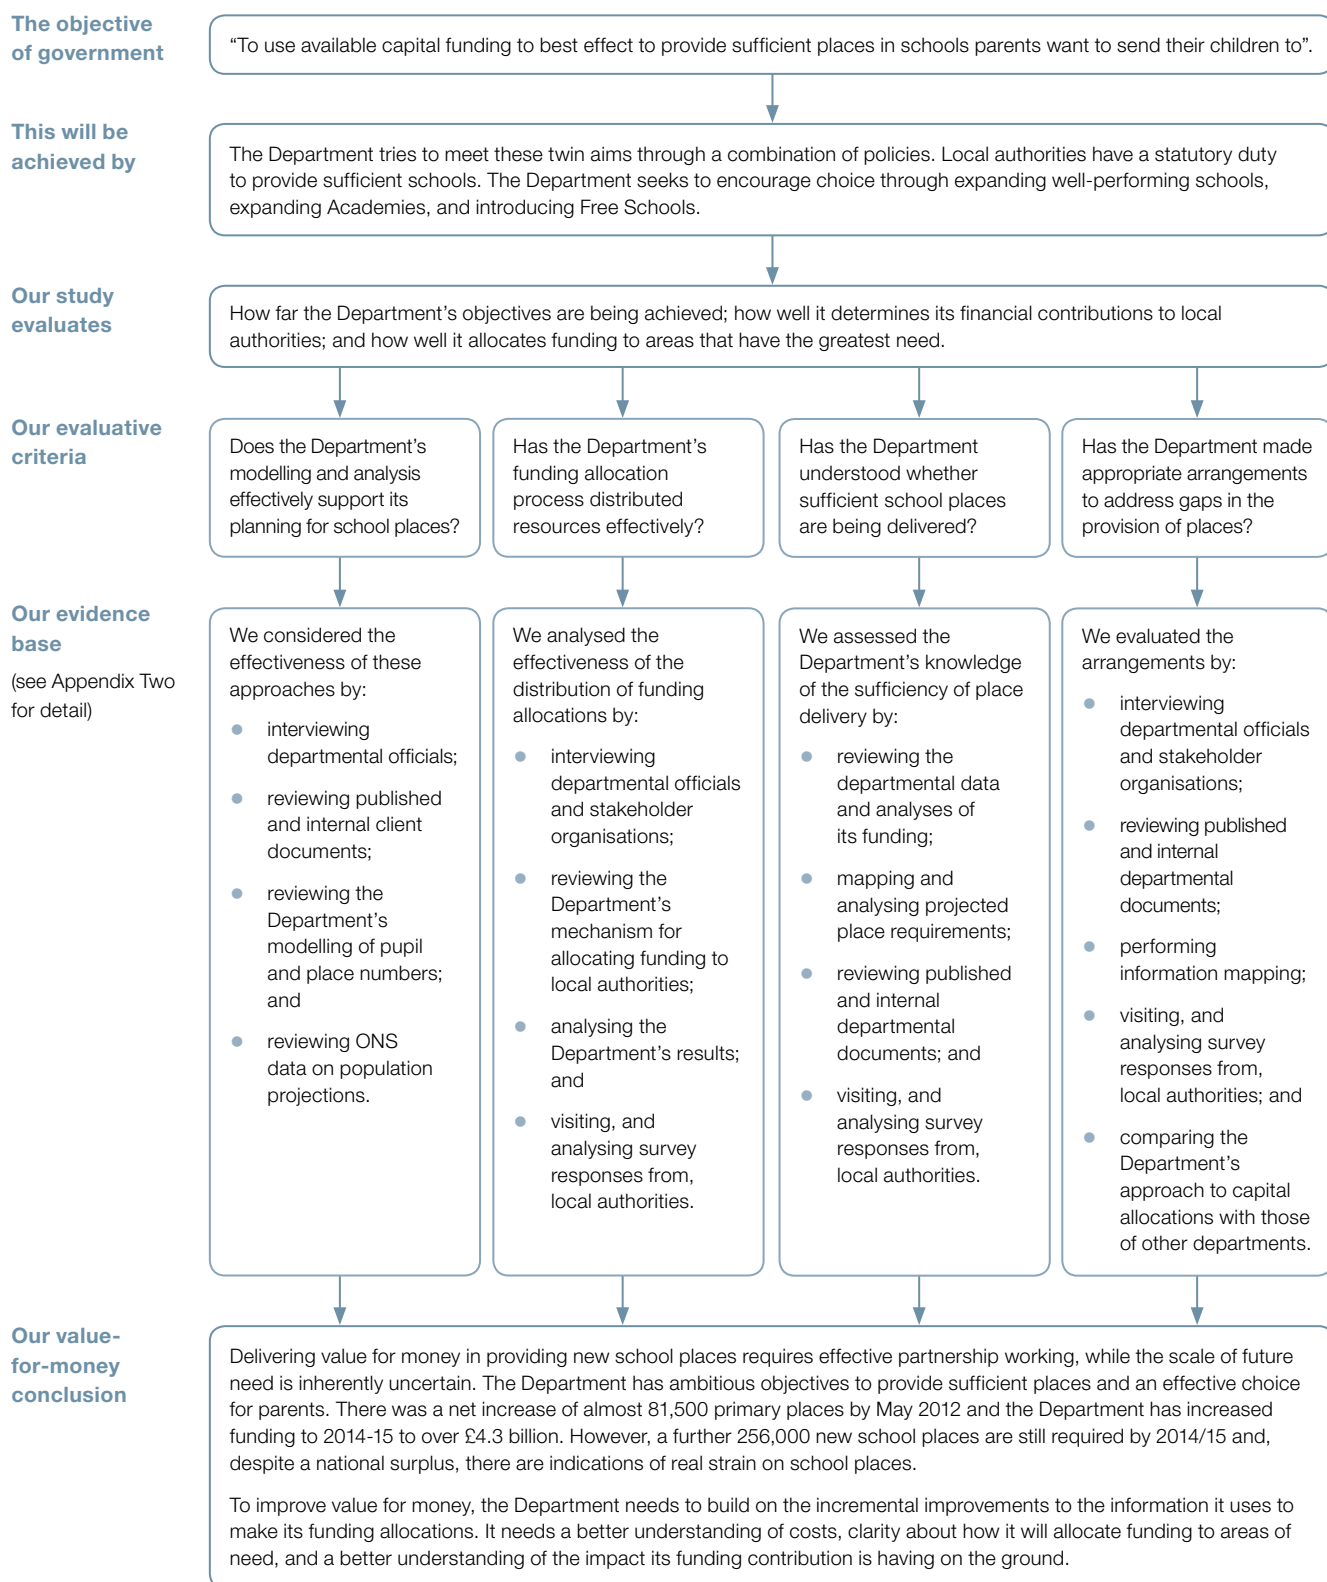 The objective
of government
“To use available capital funding to best effect to provide sufficient places in schools parents want to send their children to”.
This will be
achieved by
The Department tries to meet these twin aims through a combination of policies. Local authorities have a statutory duty
to provide sufficient schools. The Department seeks to encourage choice through expanding well-performing schools,
expanding Academies, and introducing Free Schools.
Our study
evaluates
How far the Department’s objectives are being achieved; how well it determines its financial contributions to local
authorities; and how well it allocates funding to areas that have the greatest need.
Our evaluative
criteria
Does the Department’s
modelling and analysis
effectively support its
planning for school places?
Has the Department’s
funding allocation
process distributed
resources effectively?
Has the Department
understood whether
sufficient school places
are being delivered?
Has the Department made
appropriate arrangements
to address gaps in the
provision of places?
Our evidence
base
(see Appendix Two
for detail)
We considered the
effectiveness of these
approaches by:
● interviewing
departmental officials;
● reviewing published
and internal client
documents;
● reviewing the
Department’s
modelling of pupil
and place numbers;
and
● reviewing ONS
data on population
projections.
We analysed the
effectiveness of the
distribution of funding
allocations by:
● interviewing
departmental officials
and stakeholder
organisations;
● reviewing the
Department’s
mechanism for
allocating funding to
local authorities;
● analysing the
Department’s results;
and
● visiting, and
analysing survey
responses from,
local authorities.
We assessed the
Department’s knowledge
of the sufficiency of place
delivery by:
● reviewing the
departmental data
and analyses of
its funding;
● mapping and
analysing projected
place requirements;
● reviewing published
and internal
departmental
documents; and
● visiting, and
analysing survey
responses from,
local authorities.
We evaluated the
arrangements by:
● interviewing
departmental officials
and stakeholder
organisations;
● reviewing published
and internal
departmental
documents;
● performing
information mapping;
● visiting, and
analysing survey
responses from,
local authorities; and
● comparing the
Department’s
approach to capital
allocations with those
of other departments.
Our value-
for-money
conclusion
Delivering value for money in providing new school places requires effective partnership working, while the scale of future
need is inherently uncertain. The Department has ambitious objectives to provide sufficient places and an effective choice
for parents. There was a net increase of almost 81,500 primary places by May 2012 and the Department has increased
funding to 2014-15 to over £4.3 billion. However, a further 256,000 new school places are still required by 2014/15 and,
despite a national surplus, there are indications of real strain on school places.
To improve value for money, the Department needs to build on the incremental improvements to the information it uses to
make its funding allocations. It needs a better understanding of costs, clarity about how it will allocate funding to areas of
need, and a better understanding of the impact its funding contribution is having on the ground.